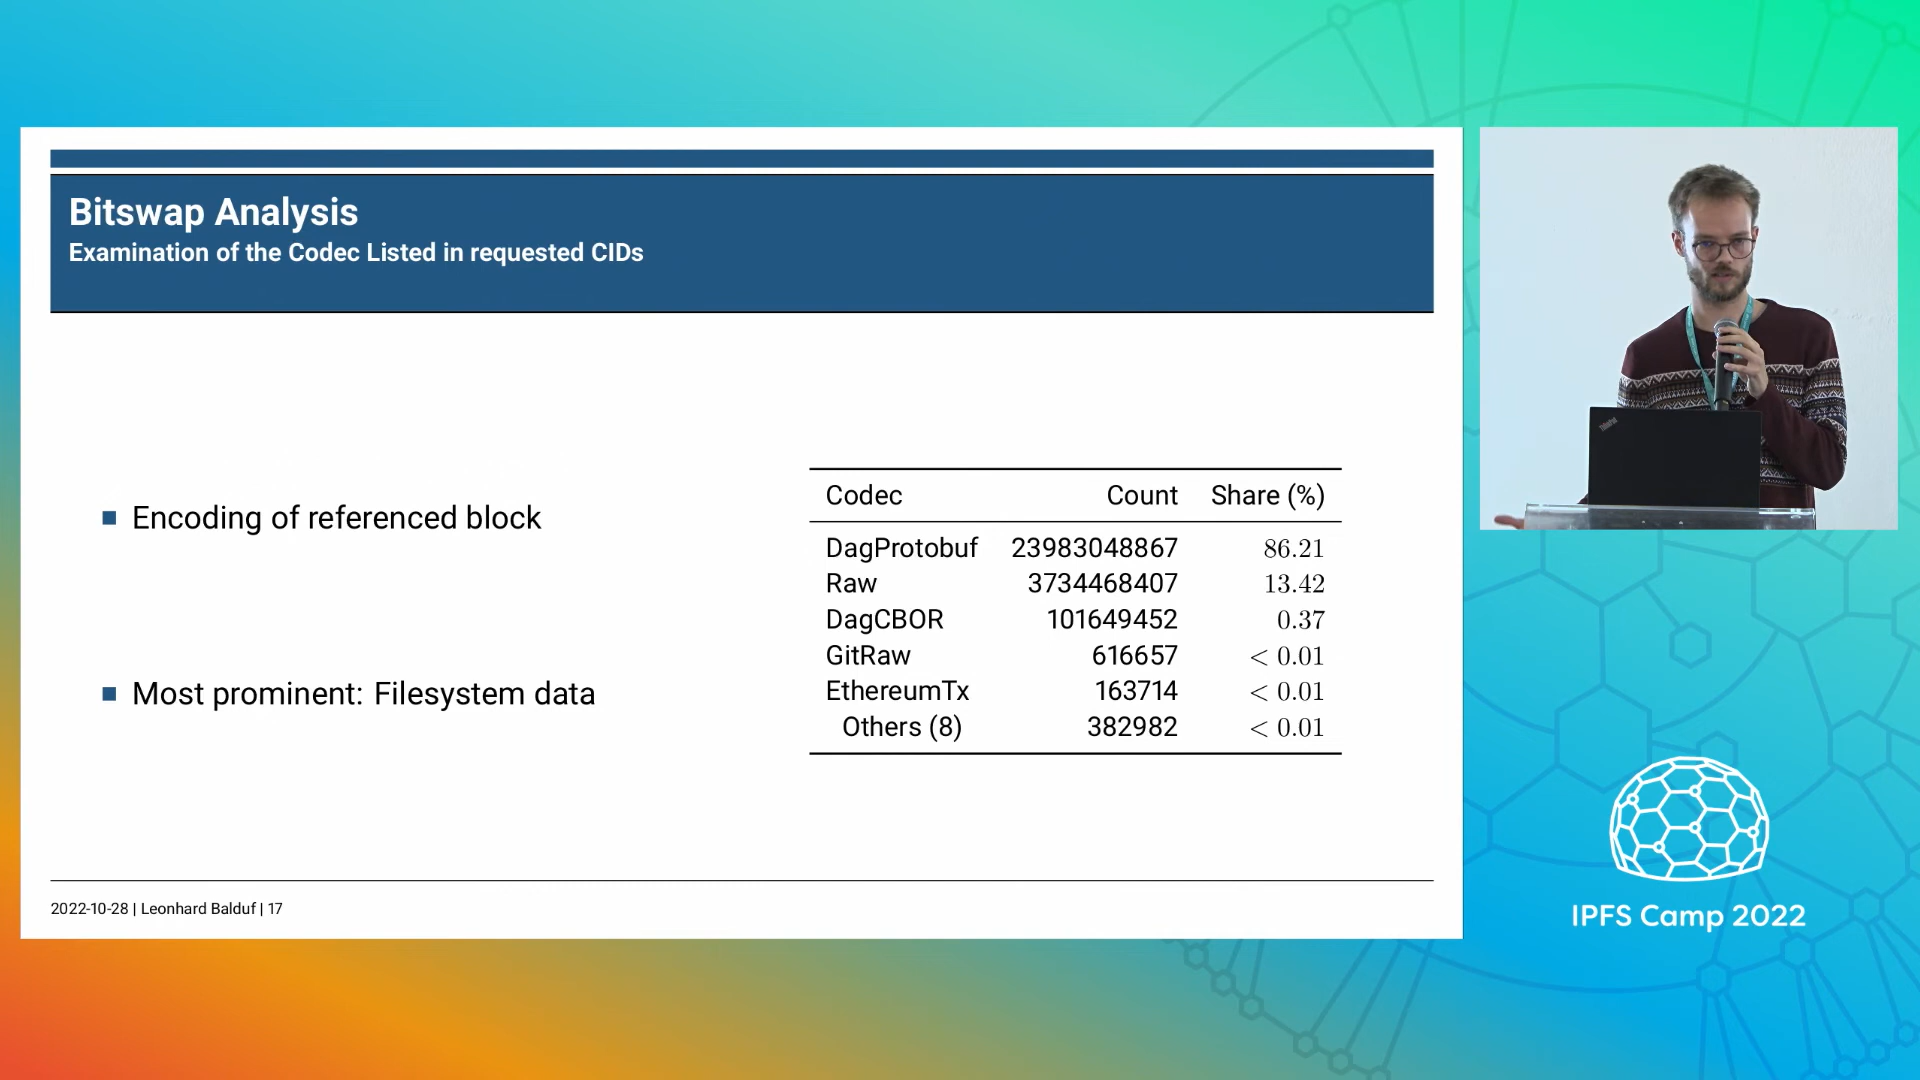 Bitswap Analysis
Examination of the Codec Listed in requested CIDs
Encoding of referenced block
Most prominent: Filesystem data
Codec Count Share (%)
DagProtobuf 23983048867 86.21
Raw 3734468407 13.42
DagCBOR 101649452 0.37
GitRaw 616657 < 0.01
EthereumTx 163714 < 0.01
Others (8) 382982 < 0.01
2022-10-28 | Leonhard Balduf | 17
ThinkPad
IPFS Camp 2022